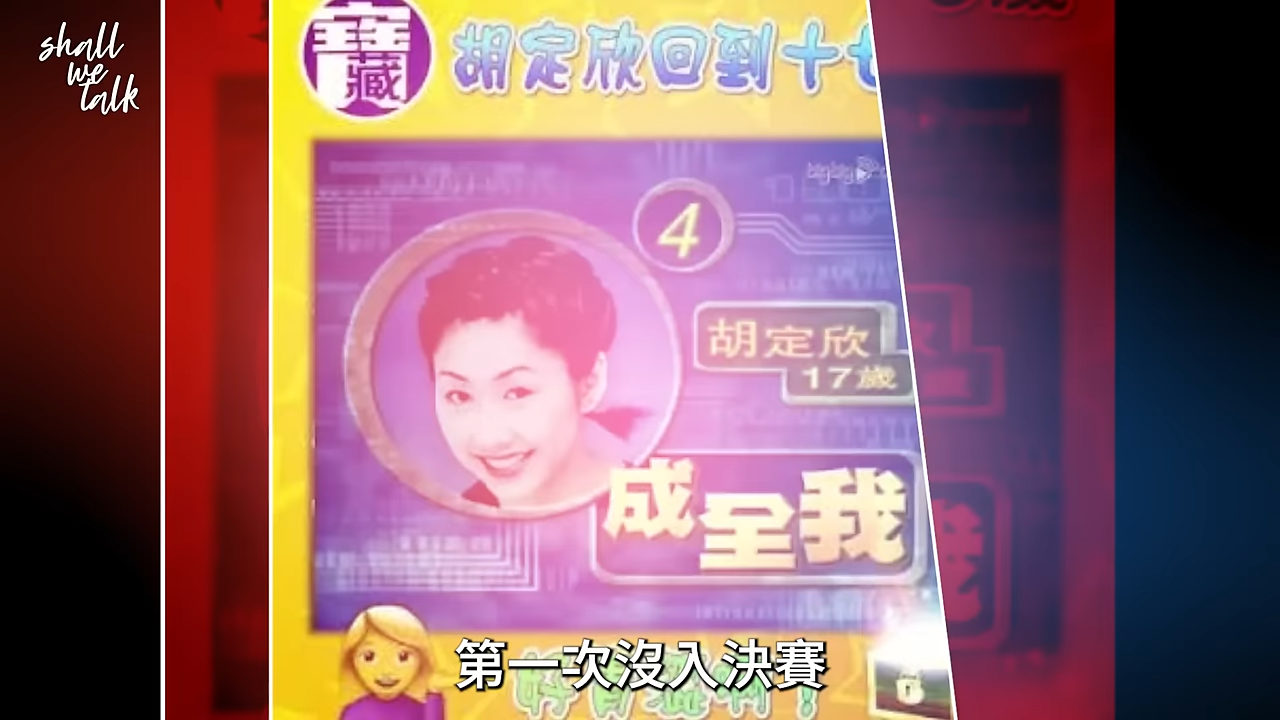 shall
we
talk
寶藏
胡定欣回到十七
bigbig
4
胡定欣
17歲
成全我
第一次沒入決賽